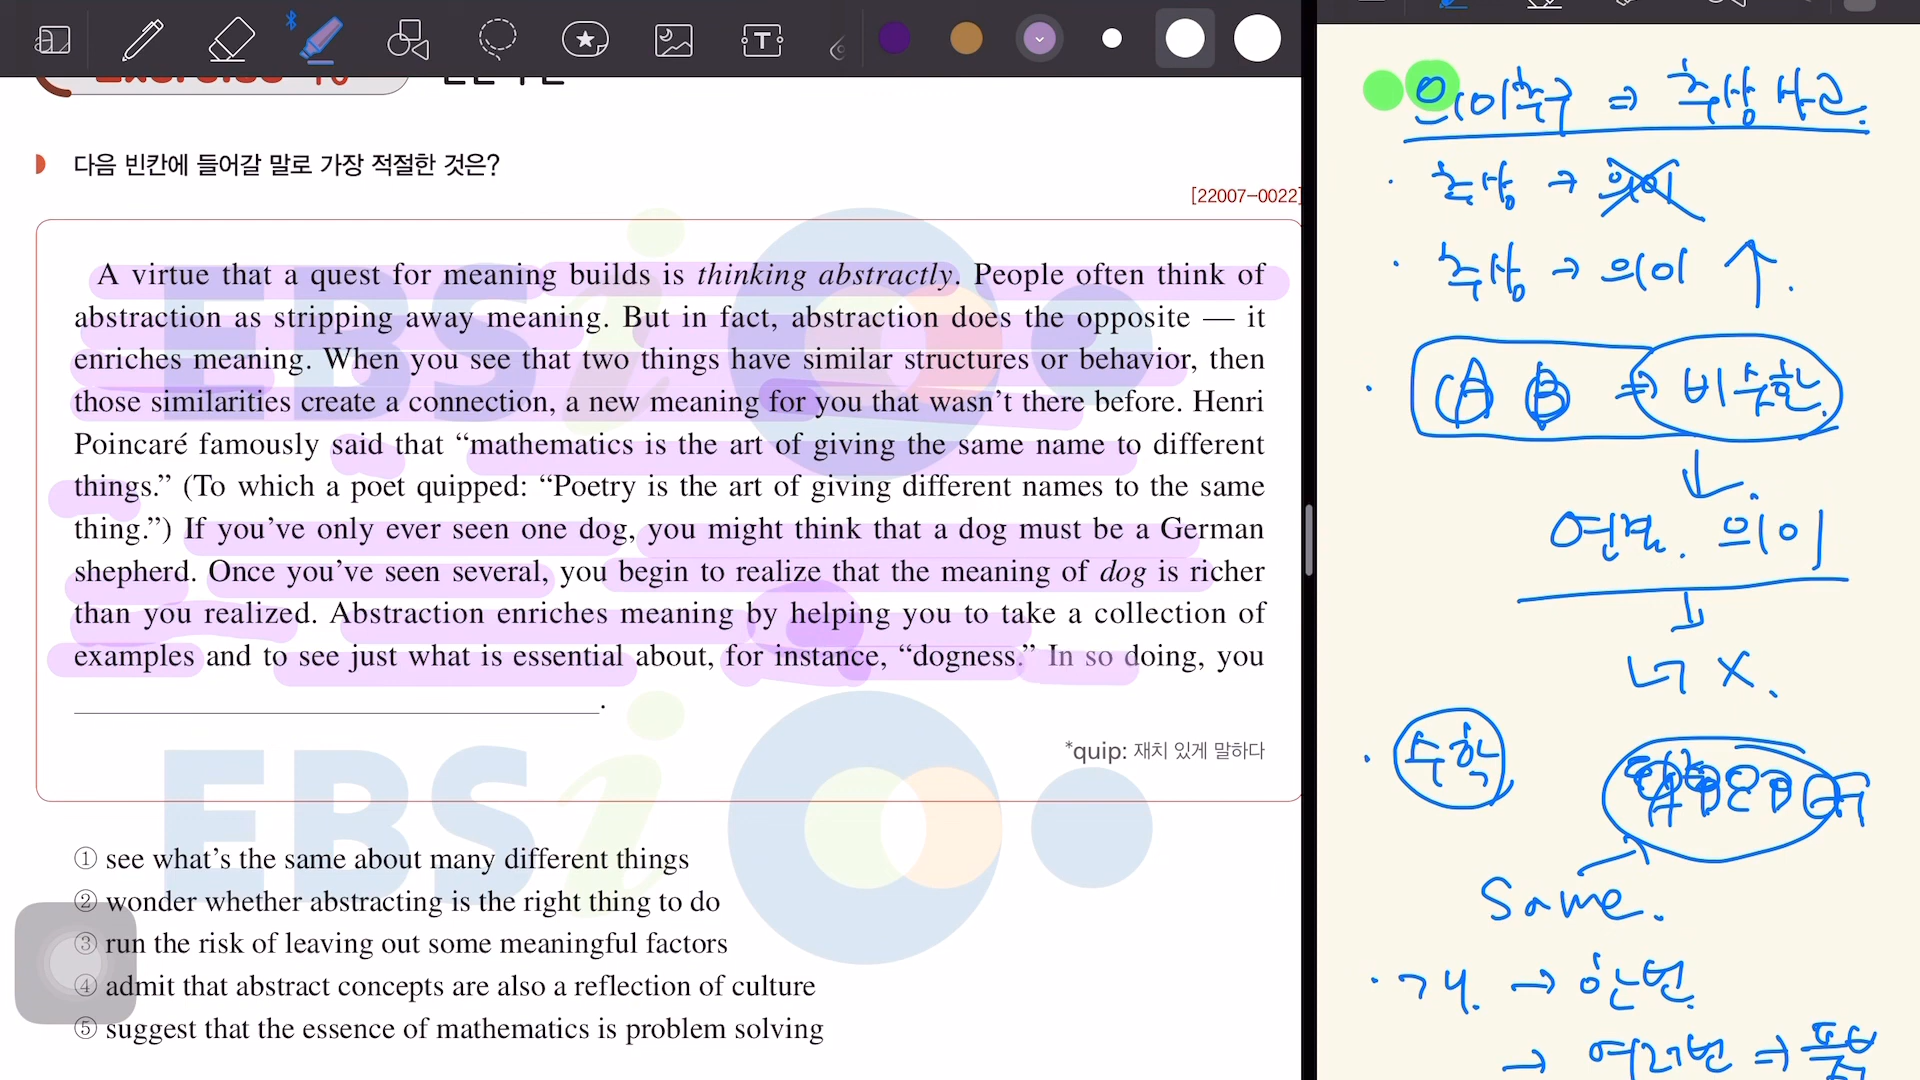 다음 빈칸에 들어갈 말로 가장 적절한 것은?
[22007-0022]
A virtue that a quest for meaning builds is thinking abstractly. People often think of
abstraction as stripping away meaning. But in fact, abstraction does the opposite — it
enriches meaning. When you see that two things have similar structures or behavior, then
those similarities create a connection, a new meaning for you that wasn’t there before. Henri
Poincaré famously said that “mathematics is the art of giving the same name to different
things.” (To which a poet quipped: “Poetry is the art of giving different names to the same
thing.”) If you’ve only ever seen one dog, you might think that a dog must be a German
shepherd. Once you’ve seen several, you begin to realize that the meaning of dog is richer
than you realized. Abstraction enriches meaning by helping you to take a collection of
examples and to see just what is essential about, for instance, “dogness.” In so doing, you
____________________.
*quip: 재치 있게 말하다
① see what’s the same about many different things
② wonder whether abstracting is the right thing to do
③ run the risk of leaving out some meaningful factors
④ admit that abstract concepts are also a reflection of culture
⑤ suggest that the essence of mathematics is problem solving
EBSi
EBSi
의미추구 ⇒ 추상 사고.
· 추상 → 의미
· 추상 → 의미 ↑.
· A B ⇒ 비슷한.
↓.
연결. 의미
↓
· 수학
Same.
· 개. → 한번.
→ 여러번 ⇒